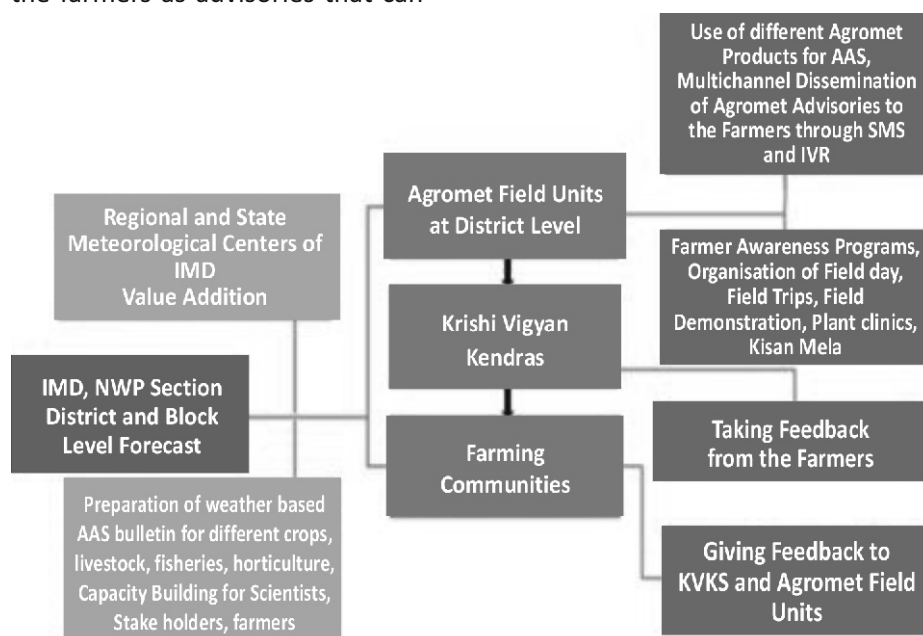 the farmers as advisories that can
Use of different Agromet
Products for AAS,
Multichannel Dissemination
of Agromet Advisories to
the Farmers through SMS
and IVR
Agromet Field Units
at District Level
Regional and State
Meteorological Centers of
IMD
Value Addition
Farmer Awareness Programs,
Organisation of Field day,
Field Trips, Field
Demonstration, Plant clinics,
Kisan Mela
Krishi Vigyan
Kendras
IMD, NWP Section
District and Block
Level Forecast
Taking Feedback
from the Farmers
Farming
Communities
Preparation of weather based
AAS bulletin for different crops,
livestock, fisheries, horticulture,
Capacity Building for Scientists,
Stake holders, farmers
Giving Feedback to
KVKS and Agromet Field
Units